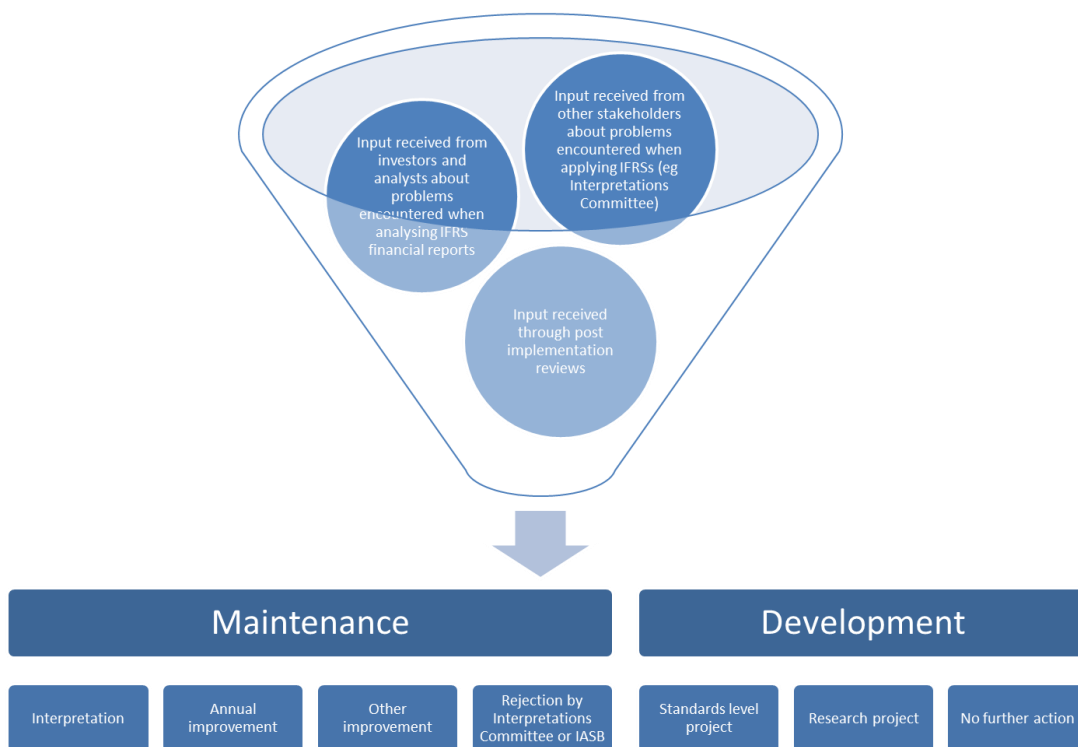 Input received from
other stakeholders
about problems
encountered when
applying IFRSs (eg
Interpretations
Committee)
Input received from
investors and
analysts about
problems
encountered when
analysing IFRS
financial reports
Input received
through post
implementation
reviews
Maintenance
Development
Interpretation
Annual
improvement
Other
improvement
Rejection by
Interpretations
Committee or IASB
Standards level
project
Research project
No further action